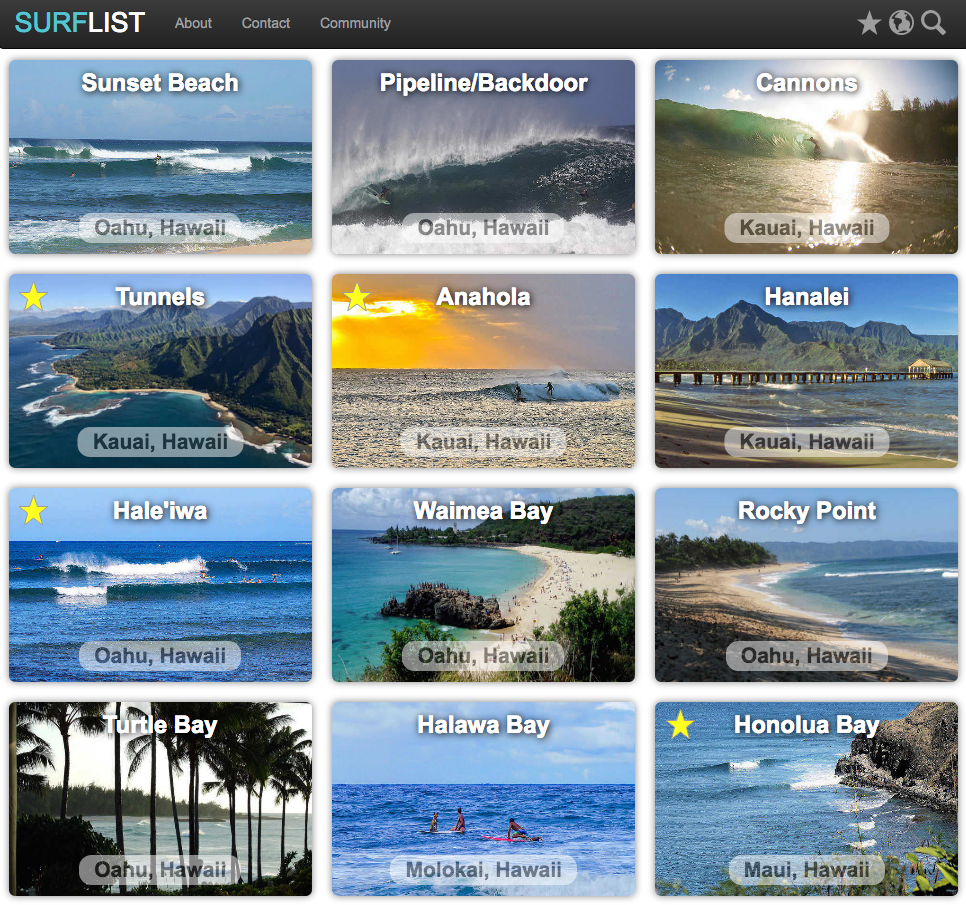 SURFLIST About Contact Community
Sunset Beach
Oahu, Hawaii
Pipeline/Backdoor
Oahu, Hawaii
Cannons
Kauai, Hawaii
Tunnels
Kauai, Hawaii
Anahola
Kauai, Hawaii
Hanalei
Kauai, Hawaii
Hale'iwa
Oahu, Hawaii
Waimea Bay
Oahu, Hawaii
Rocky Point
Oahu, Hawaii
Turtle Bay
Oahu, Hawaii
Halawa Bay
Molokai, Hawaii
Honolua Bay
Maui, Hawaii